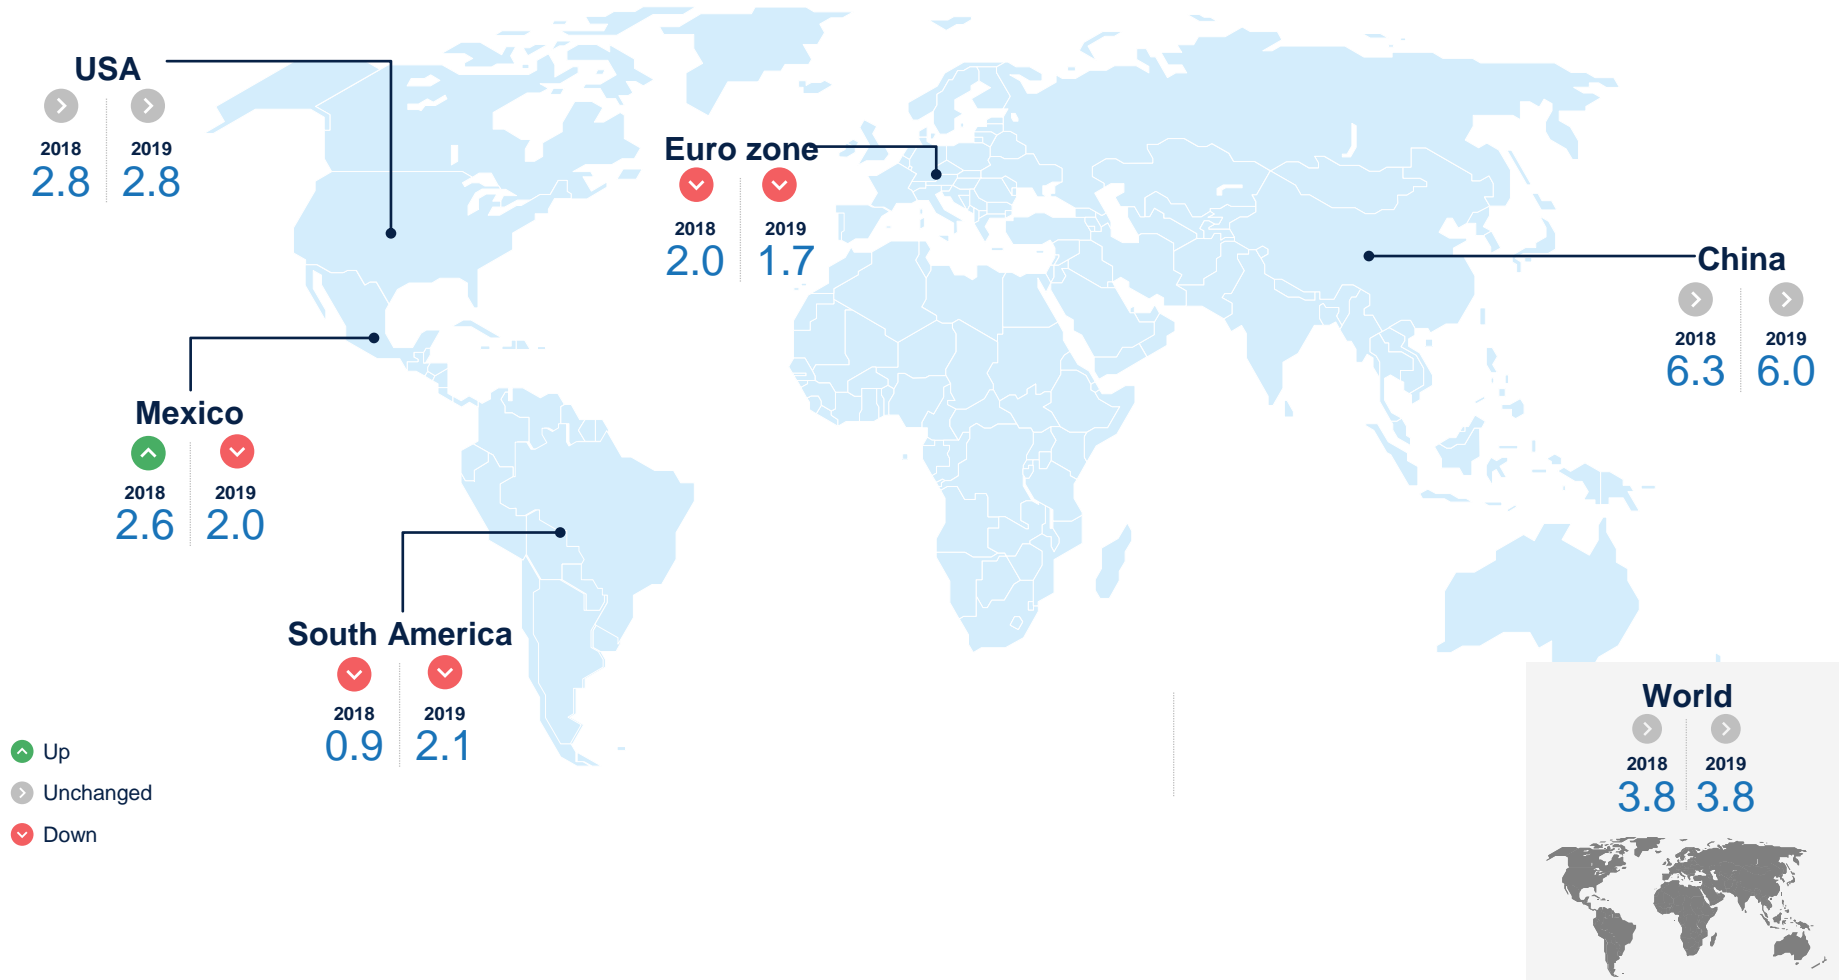 USA
2018 2019
2.8 2.8
Euro zone
2018 2019
2.0 1.7
China
2018 2019
6.3 6.0
Mexico
2018 2019
2.6 2.0
South America
2018 2019
0.9 2.1
Up
Unchanged
Down
World
2018 2019
3.8 3.8